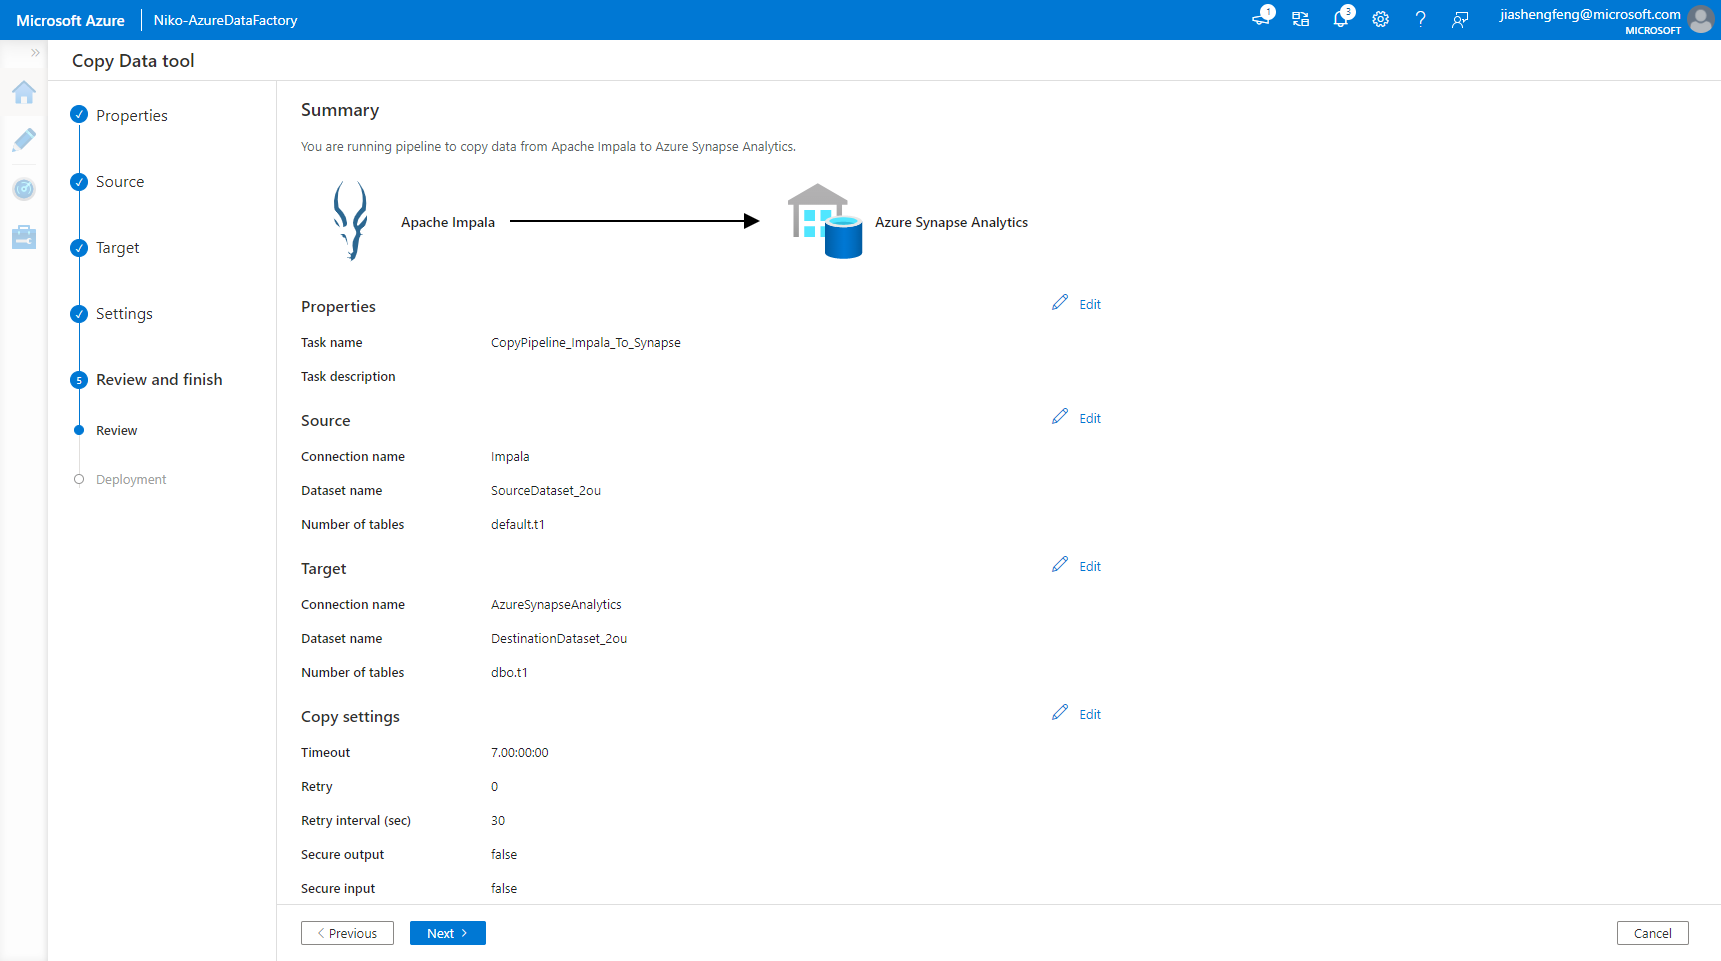 Microsoft Azure
Niko-AzureDataFactory
1
3
jiashengfeng@microsoft.com
MICROSOFT
Copy Data tool
Properties
Source
Target
Settings
5
Review and finish
Review
Deployment
Summary
You are running pipeline to copy data from Apache Impala to Azure Synapse Analytics.
Apache Impala
Azure Synapse Analytics
Properties
Edit
Task name
CopyPipeline_Impala_To_Synapse
Task description
Source
Edit
Connection name
Impala
Dataset name
SourceDataset_2ou
Number of tables
default.t1
Target
Edit
Connection name
AzureSynapseAnalytics
Dataset name
DestinationDataset_2ou
Number of tables
dbo.t1
Copy settings
Edit
Timeout
7.00:00:00
Retry
0
Retry interval (sec)
30
Secure output
false
Secure input
false
Previous
Next
Cancel